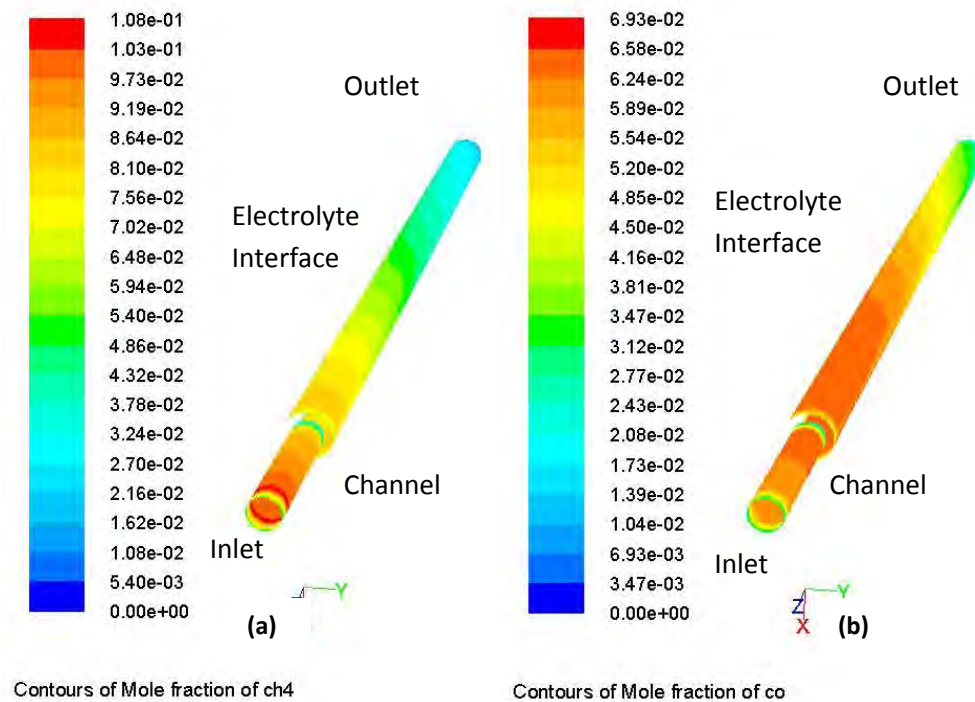 1.08e-01
1.03e-01
9.73e-02
9.19e-02
8.64e-02
8.10e-02
7.56e-02
7.02e-02
6.48e-02
5.94e-02
5.40e-02
4.86e-02
4.32e-02
3.78e-02
3.24e-02
2.70e-02
2.16e-02
1.62e-02
1.08e-02
5.40e-03
0.00e+00
Outlet
Electrolyte
Interface
Channel
Inlet
Y
(a)
Contours of Mole fraction of ch4
6.93e-02
6.58e-02
6.24e-02
5.89e-02
5.54e-02
5.20e-02
4.85e-02
4.50e-02
4.16e-02
3.81e-02
3.47e-02
3.12e-02
2.77e-02
2.43e-02
2.08e-02
1.73e-02
1.39e-02
1.04e-02
6.93e-03
3.47e-03
0.00e+00
Outlet
Electrolyte
Interface
Channel
Inlet
Y
Z
X
(b)
Contours of Mole fraction of co